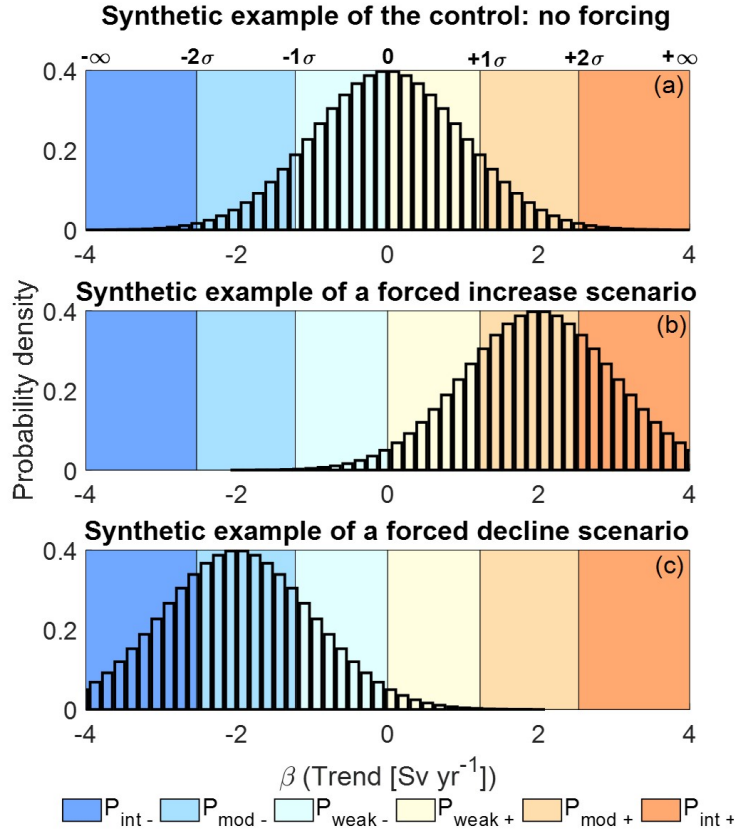 Synthetic example of the control: no forcing
-∞ -2σ -1σ 0 +1σ +2σ +∞
(a)
0.4
0.2
0
-4 -2 0 2 4
Synthetic example of a forced increase scenario
(b)
0.4
0.2
0
-4 -2 0 2 4
Probability density
Synthetic example of a forced decline scenario
(c)
0.4
0.2
0
-4 -2 0 2 4
β (Trend [Sv yr⁻¹])
P int - P mod - P weak - P weak + P mod + P int +